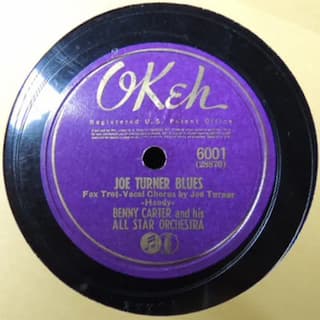 OKeh
Registered U.S. Patent Office
6001
(28876)
JOE TURNER BLUES
Fox Trot-Vocal Chorus by Joe Turner
-Handy-
BENNY CARTER and his
ALL STAR ORCHESTRA